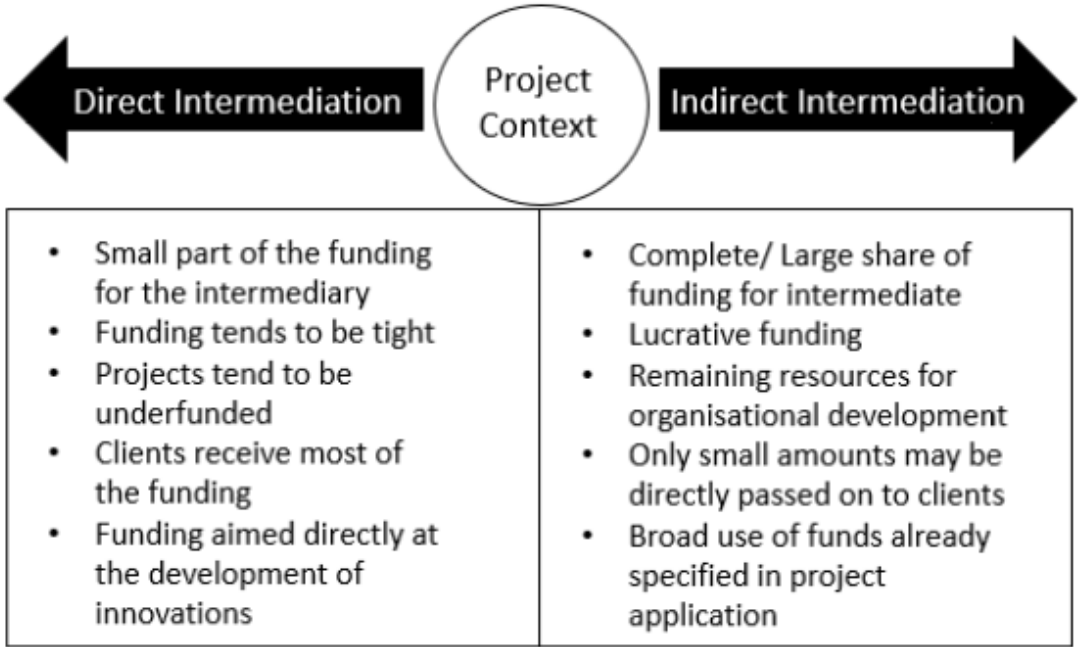 Direct Intermediation
Project
Context
Indirect Intermediation
• Small part of the funding
for the intermediary
• Funding tends to be tight
• Projects tend to be
underfunded
• Clients receive most of
the funding
• Funding aimed directly at
the development of
innovations
• Complete/ Large share of
funding for intermediate
• Lucrative funding
• Remaining resources for
organisational development
• Only small amounts may be
directly passed on to clients
• Broad use of funds already
specified in project
application